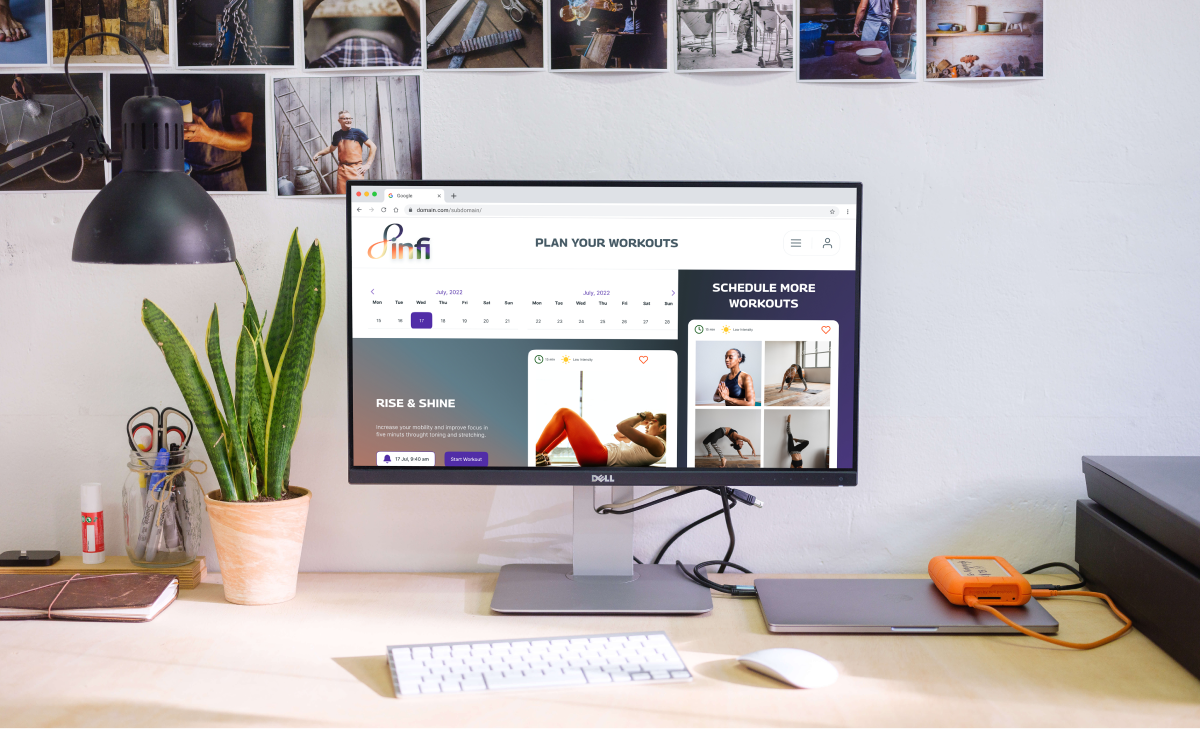 Google
domain.com/subdomain/
infi
PLAN YOUR WORKOUTS
July, 2022
Mon Tue Wed Thu Fri Sat Sun
15 16 17 18 19 20 21
July, 2022
Mon Tue Wed Thu Fri Sat Sun
22 23 24 25 26 27 28
SCHEDULE MORE
WORKOUTS
Low Intensity
RISE & SHINE
Increase your mobility and improve focus in
five minuts throught toning and stretching.
17 Jul, 9:40 am
Start Workout
Low Intensity
DELL